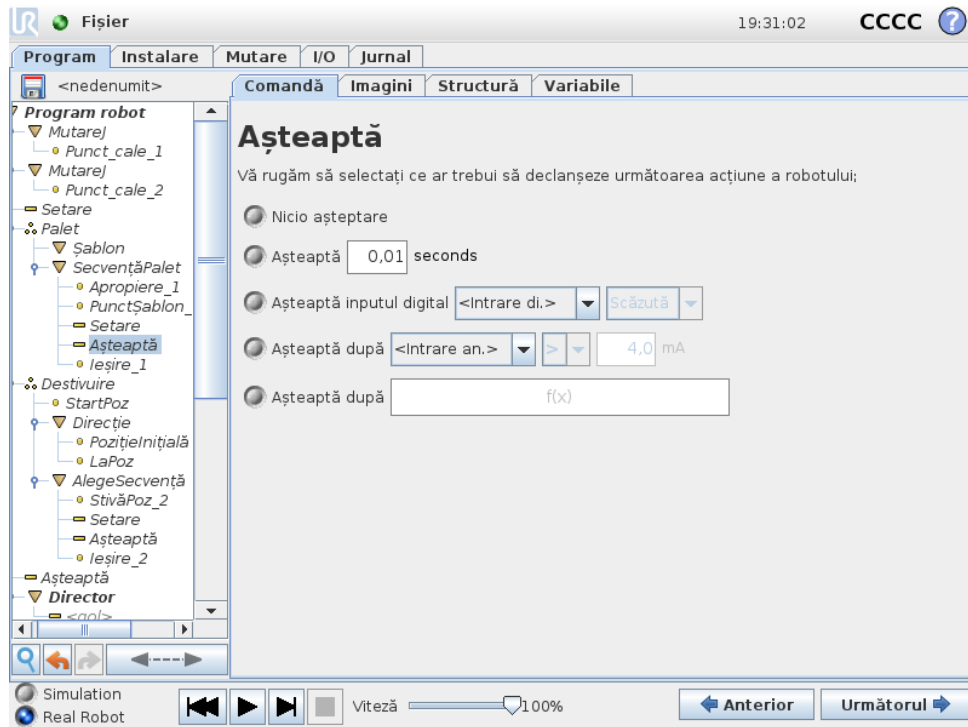 Fișier 19:31:02 CCCC ?
Program Instalare Mutare I/O Jurnal
<nedenumit>
Comandă Imagini Structură Variabile
Program robot
MutareJ
Punct_cale_1
MutareJ
Punct_cale_2
Setare
Palet
Șablon
SecvențăPalet
Apropiere_1
PunctȘablon_
Setare
Așteaptă
Ieșire_1
Destivuire
StartPoz
Direcție
PozițieInițială
LaPoz
AlegeSecvență
StivăPoz_2
Setare
Așteaptă
Ieșire_2
Așteaptă
Director
<gol>
Așteaptă
Vă rugăm să selectați ce ar trebui să declanșeze următoarea acțiune a robotului;
Nicio așteptare
Așteaptă 0,01 seconds
Așteaptă inputul digital <Intrare di.> Scăzută
Așteaptă după <Intrare an.> > 4,0 mA
Așteaptă după f(x)
Simulation
Real Robot
Viteză 100%
Anterior Următorul